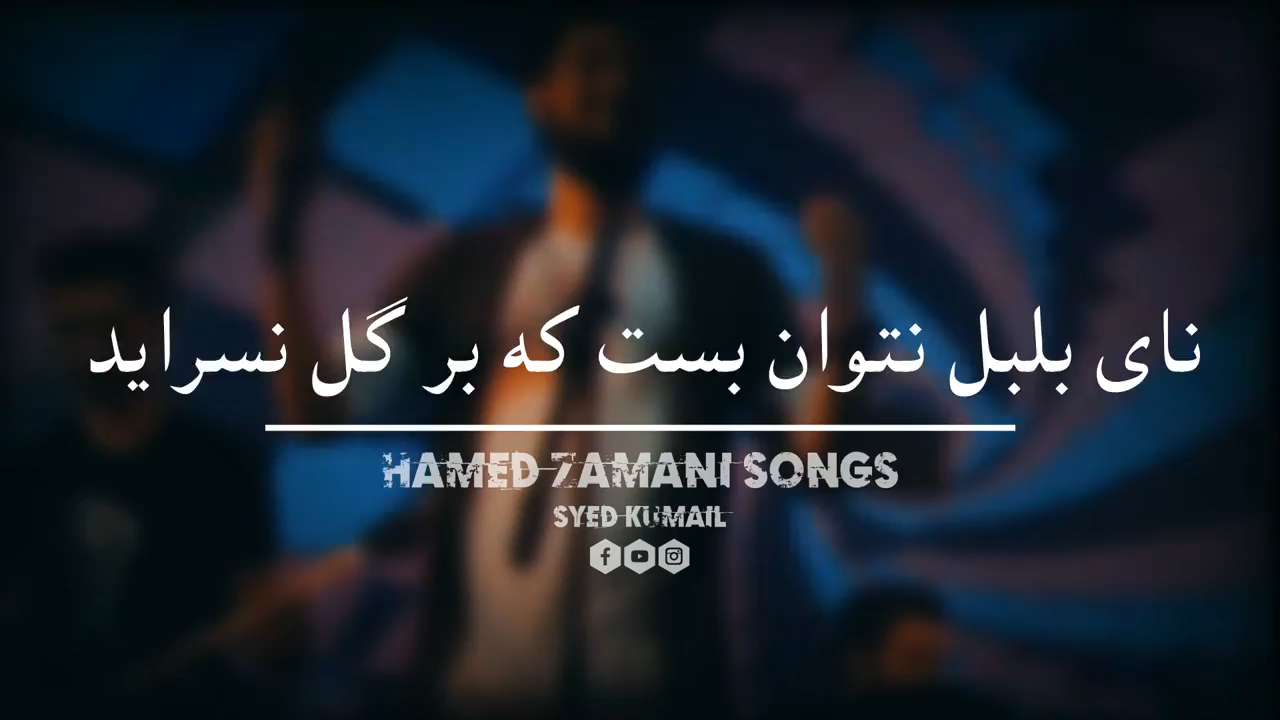 نای بلبل نتوان بست که بر گل نسراید
HAMED ZAMANI SONGS
SYED KUMAIL